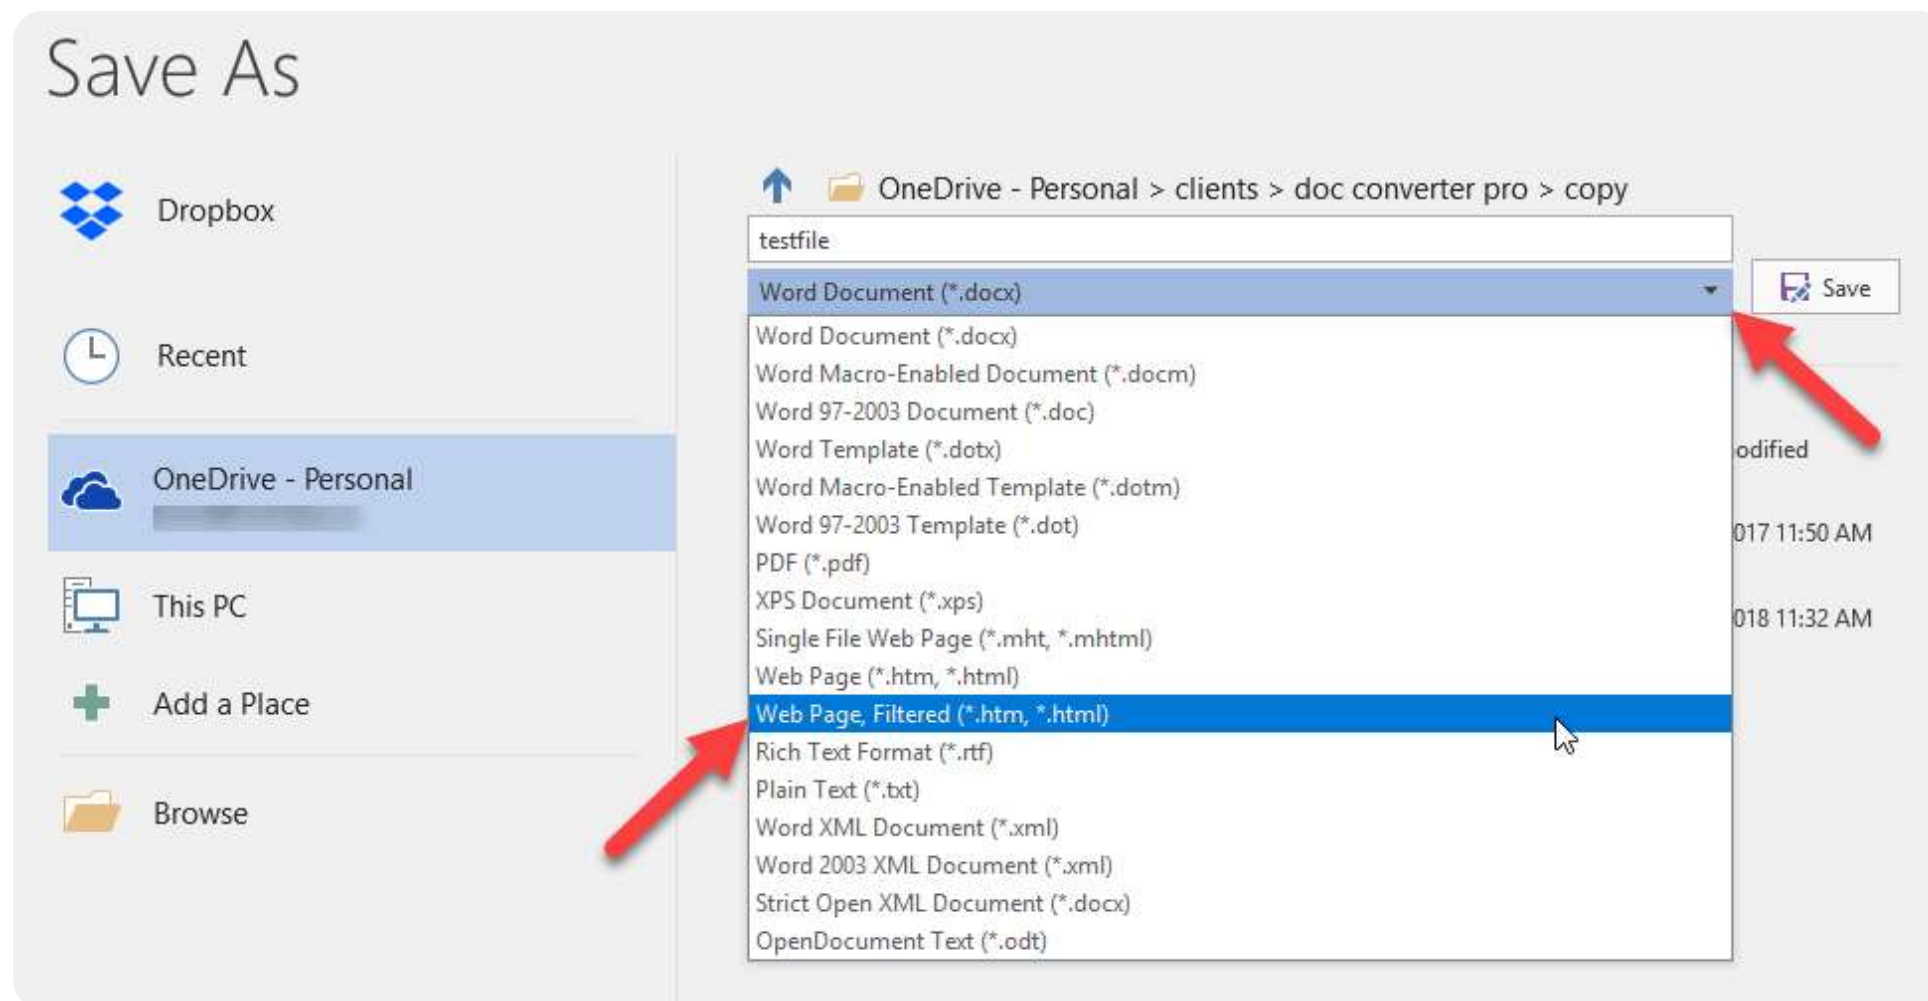 Save As
Dropbox
Recent
OneDrive - Personal
This PC
Add a Place
Browse
OneDrive - Personal > clients > doc converter pro > copy
testfile
Word Document (*.docx)
Save
Word Document (*.docx)
Word Macro-Enabled Document (*.docm)
Word 97-2003 Document (*.doc)
Word Template (*.dotx)
Word Macro-Enabled Template (*.dotm)
Word 97-2003 Template (*.dot)
PDF (*.pdf)
XPS Document (*.xps)
Single File Web Page (*.mht, *.mhtml)
Web Page (*.htm, *.html)
Web Page, Filtered (*.htm, *.html)
Rich Text Format (*.rtf)
Plain Text (*.txt)
Word XML Document (*.xml)
Word 2003 XML Document (*.xml)
Strict Open XML Document (*.docx)
OpenDocument Text (*.odt)
odified
017 11:50 AM
018 11:32 AM